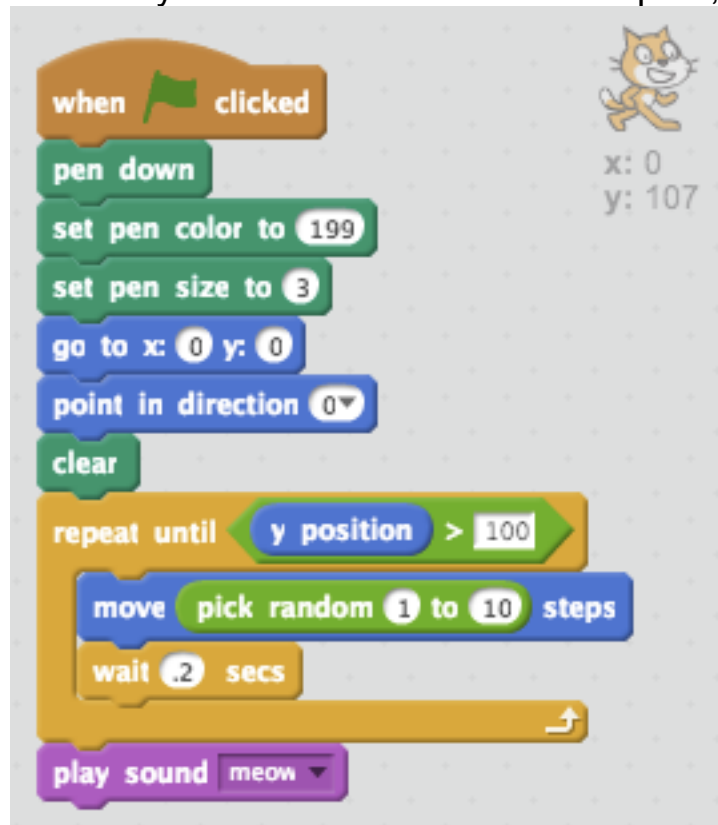 when clicked
pen down
x: 0
y: 107
set pen color to 199
set pen size to 3
go to x: 0 y: 0
point in direction 0
clear
repeat until y position > 100
move pick random 1 to 10 steps
wait .2 secs
play sound meow